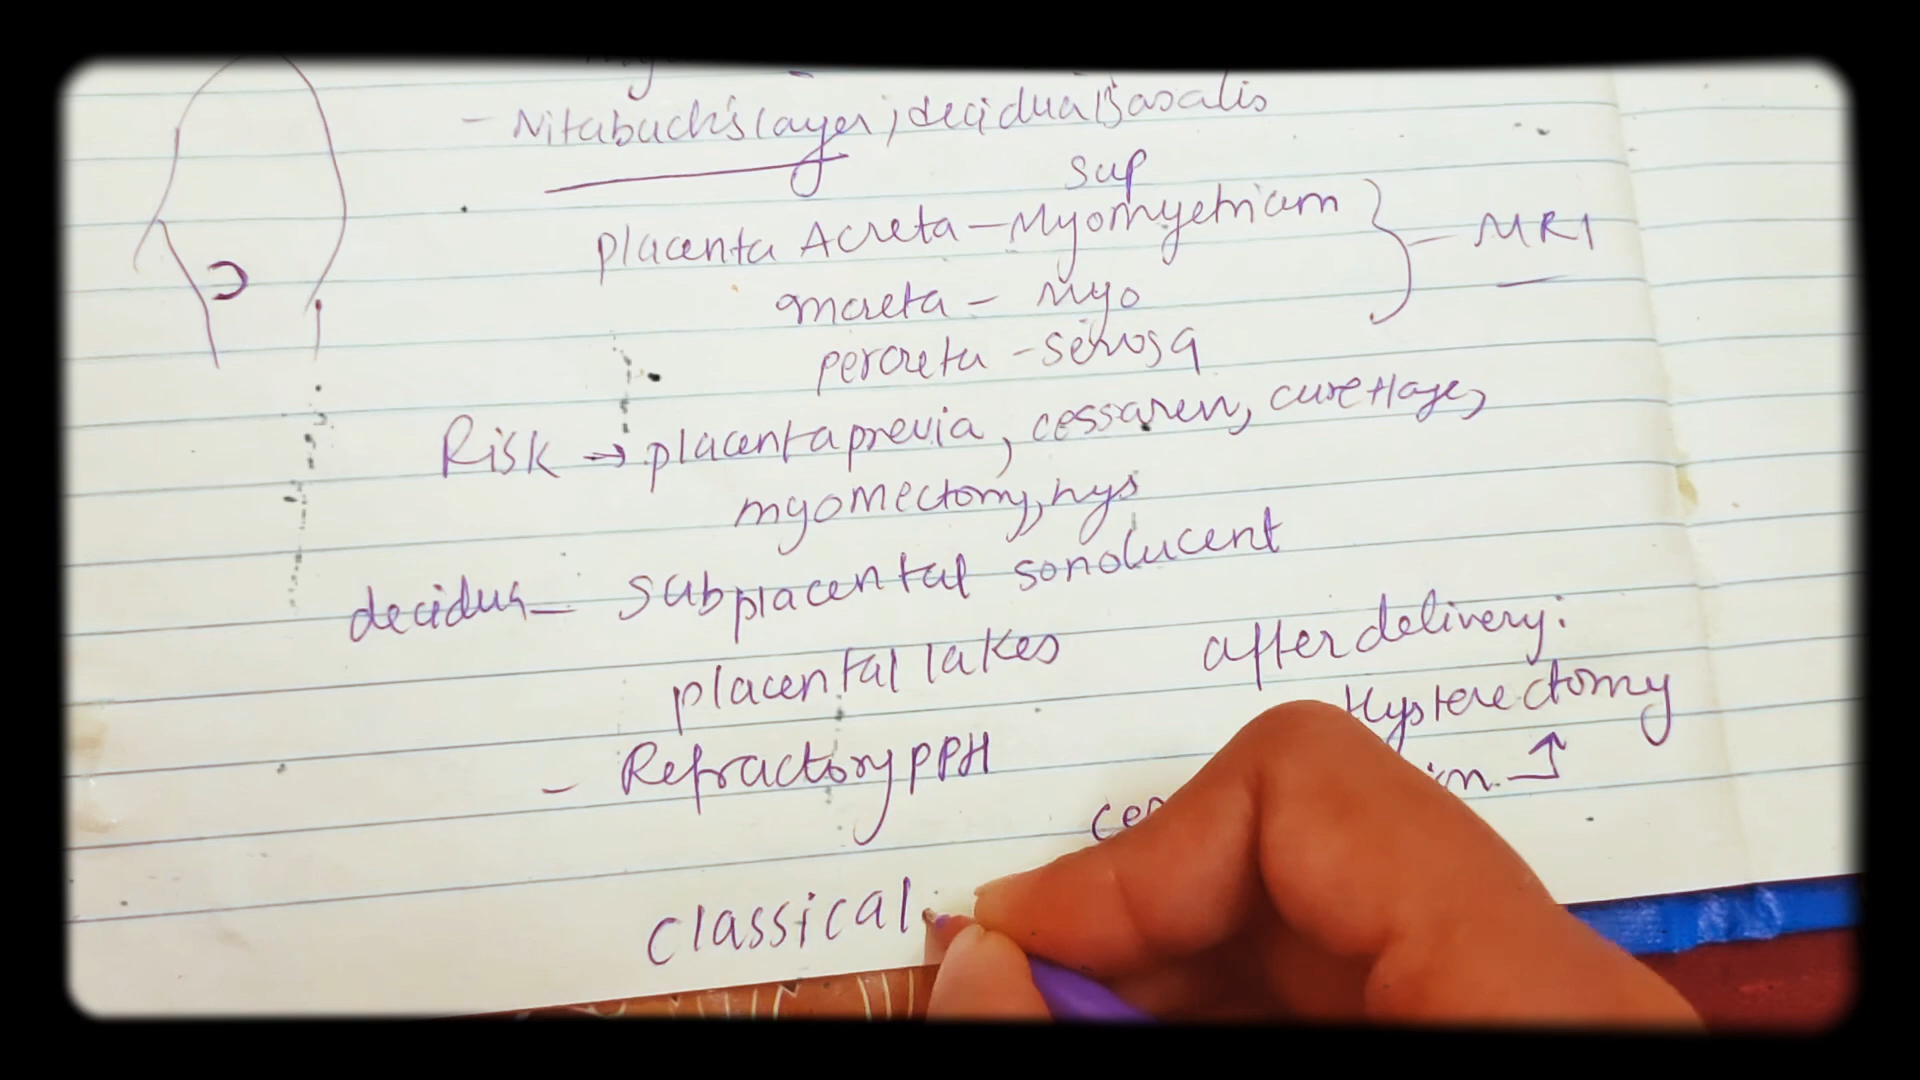 - Nitabuch's layer, decidua Basalis
sup
placenta Acreta - Myomyetrium } - MRI
increta - Myo
percreta - serosa
Risk → placenta previa, cessaren, curettage,
myomectomy, hys
decidua - subplacental sonolucent
placental lakes
after delivery:
Hysterectomy
- Refractory PPH
classical